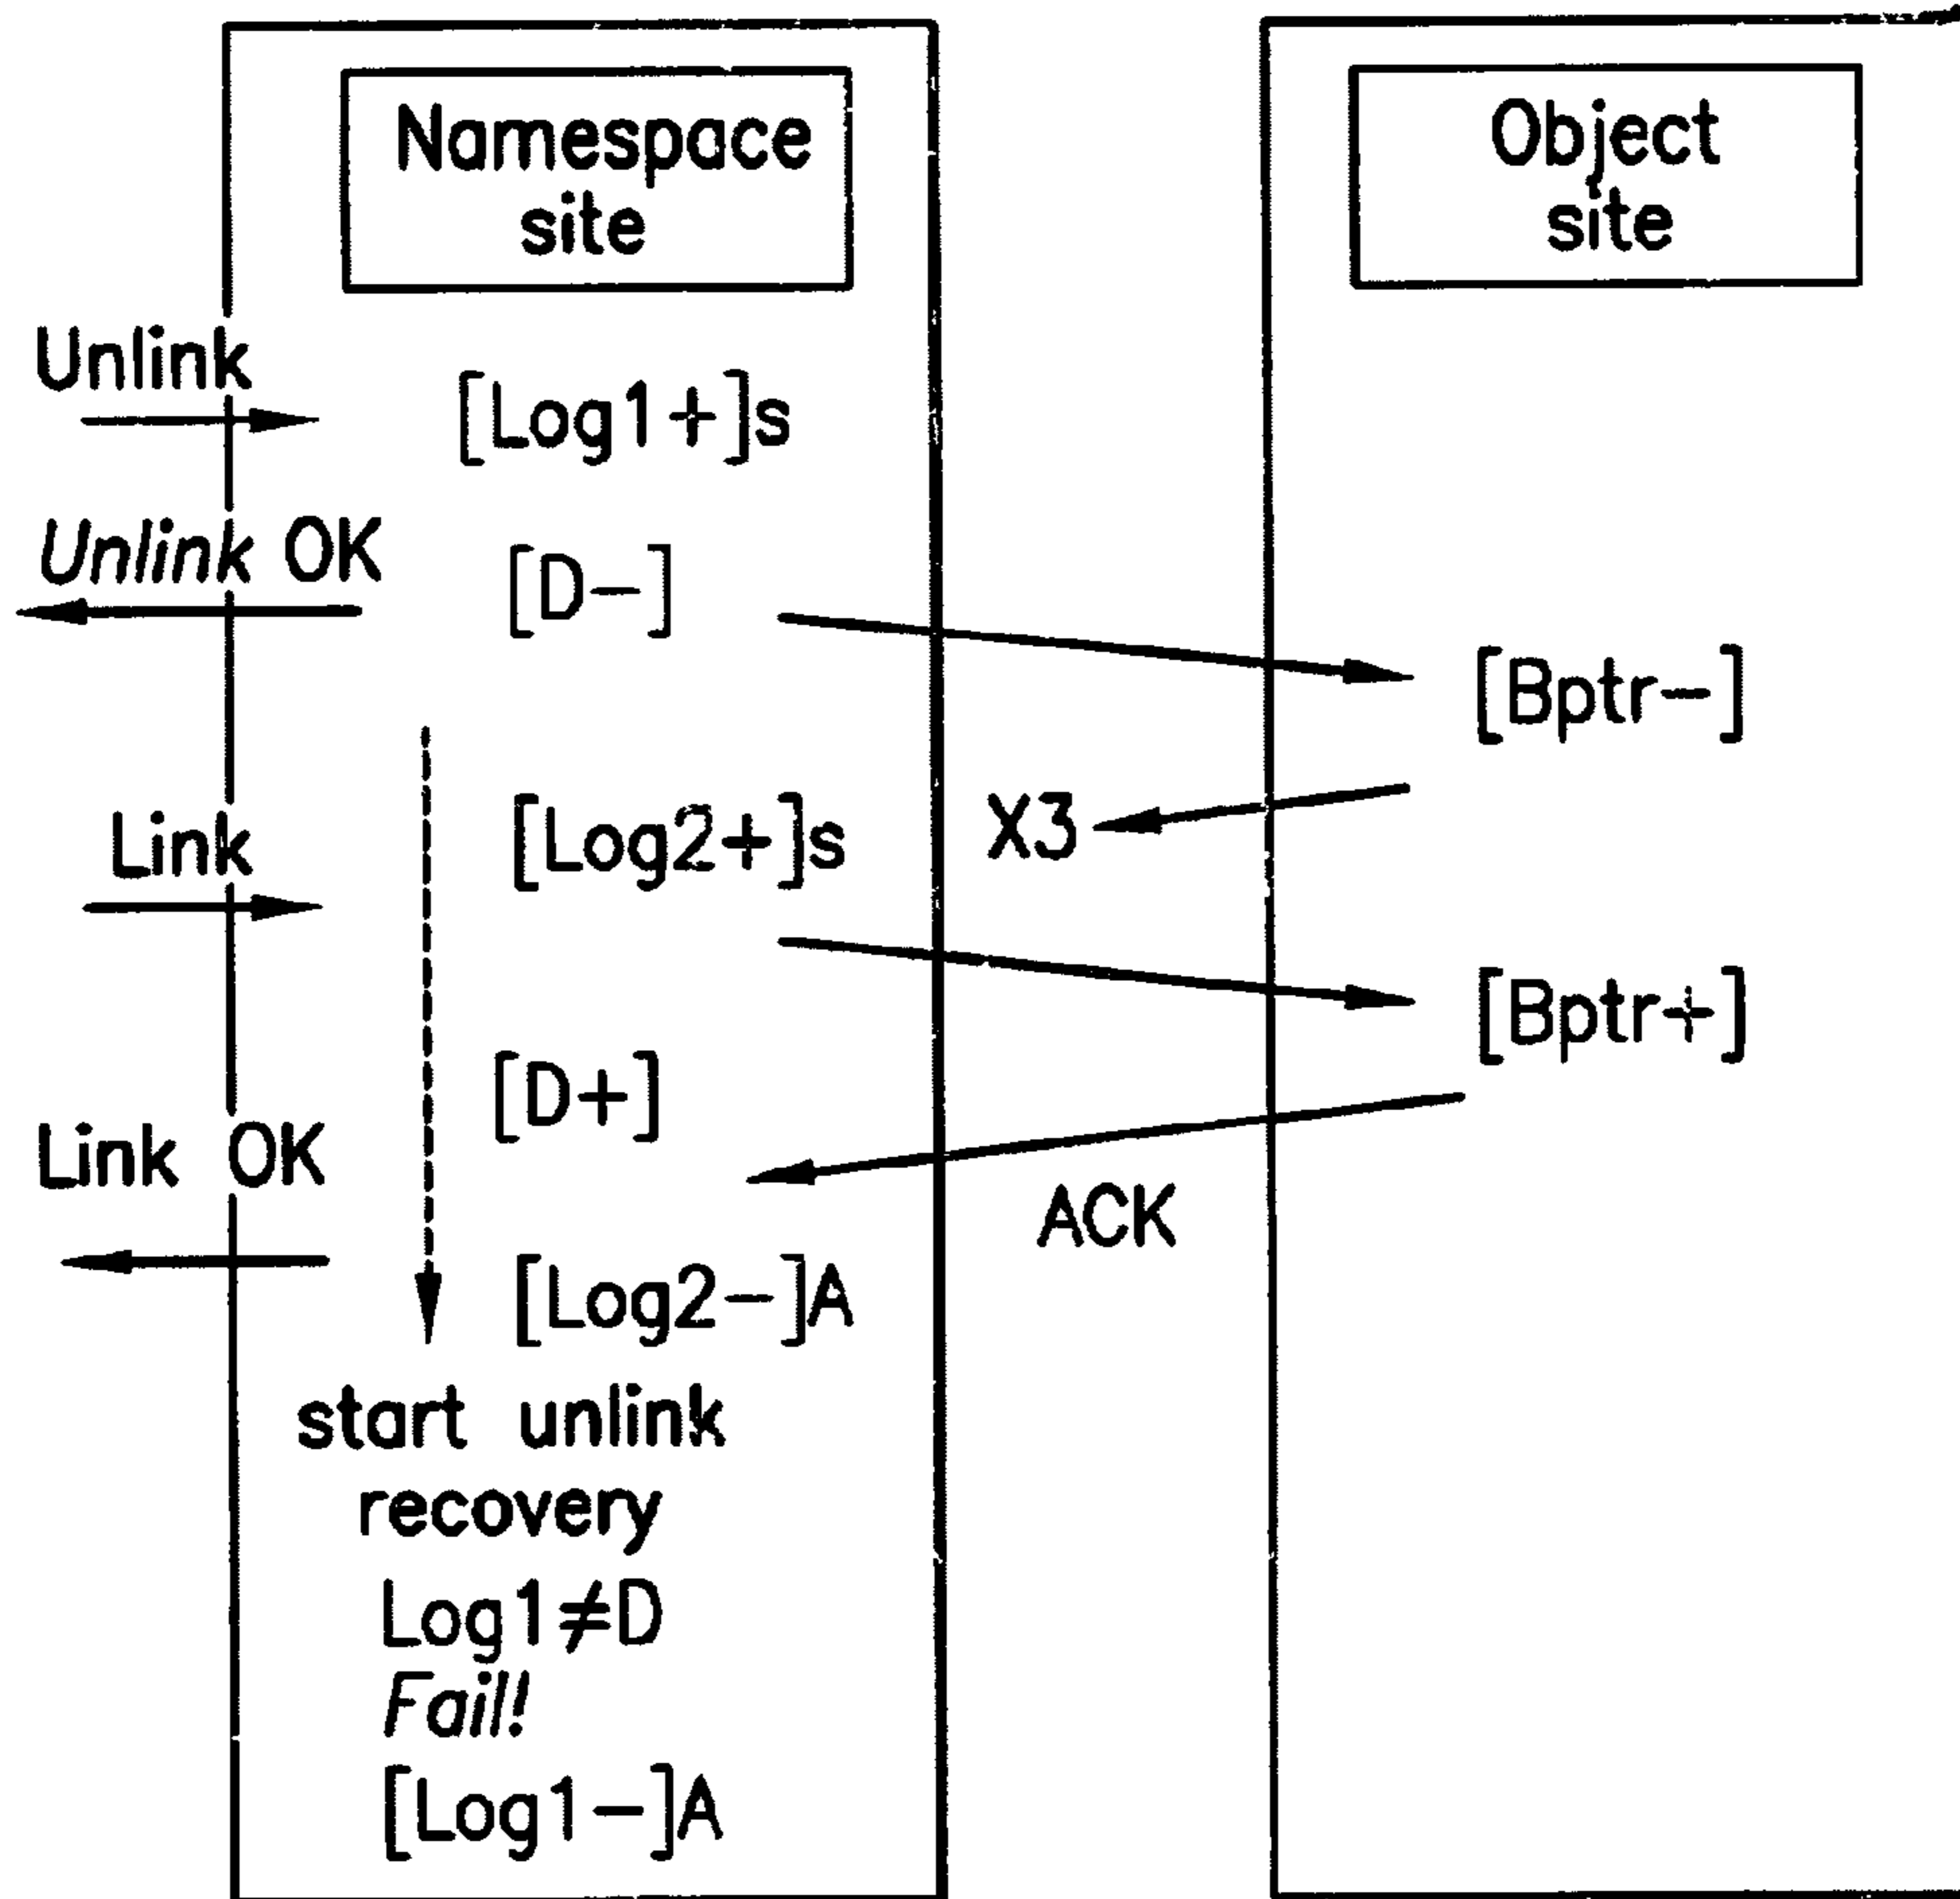 Namespace
site
Object
site
Unlink
[Log1+]s
Unlink OK
[D-]
[Bptr-]
X3
Link
[Log2+]s
[Bptr+]
[D+]
Link OK
ACK
[Log2-]A
start unlink
recovery
Log1≠D
Fail!
[Log1-]A